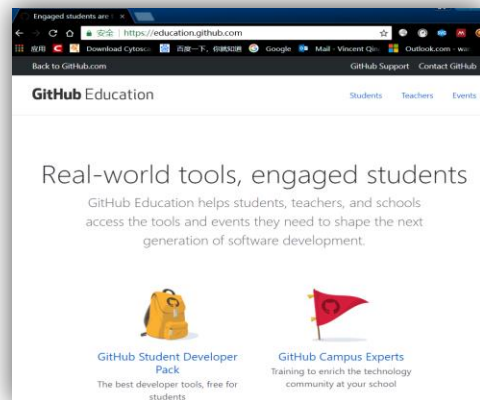 Engaged students are
安全 | https://education.github.com
应用 Download Cytosca 百度一下，你就知道 Google Mail - Vincent Qin Outlook.com - wa
Back to GitHub.com GitHub Support Contact GitHub
GitHub Education Students Teachers Events
Real-world tools, engaged students
GitHub Education helps students, teachers, and schools
access the tools and events they need to shape the next
generation of software development.
GitHub Student Developer
Pack
The best developer tools, free for
students
GitHub Campus Experts
Training to enrich the technology
community at your school